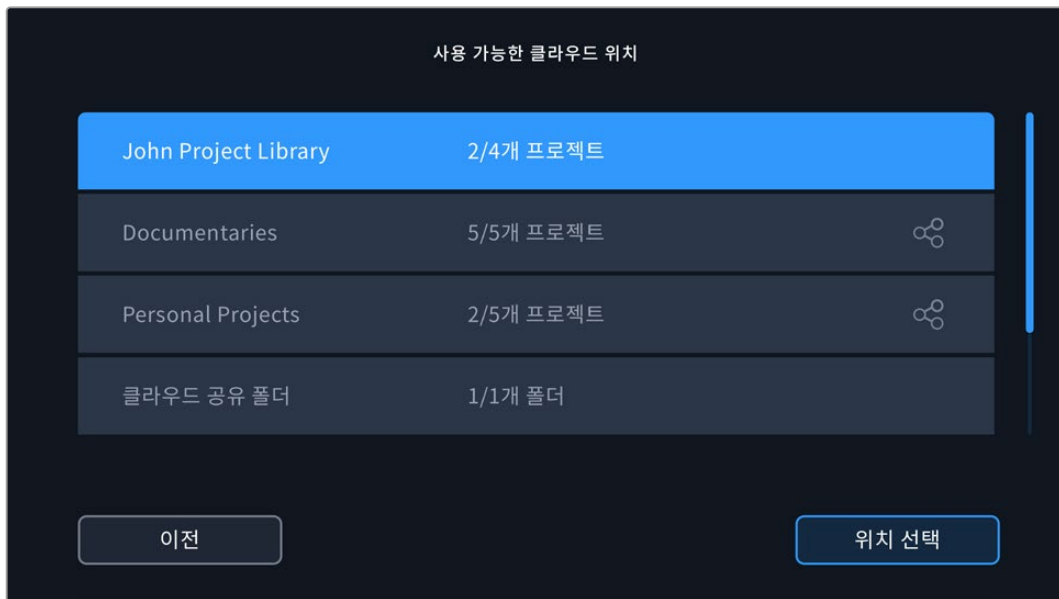 사용 가능한 클라우드 위치
John Project Library 2/4개 프로젝트
Documentaries 5/5개 프로젝트
Personal Projects 2/5개 프로젝트
클라우드 공유 폴더 1/1개 폴더
이전 위치 선택